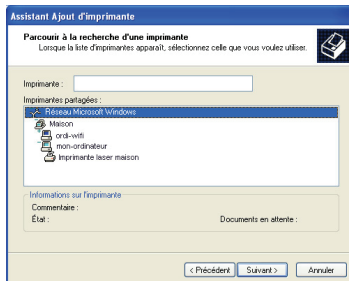 Assistant Ajout d'imprimante
Parcourir à la recherche d'une imprimante
Lorsque la liste d'imprimantes apparaît, sélectionnez celle que vous voulez utiliser.
Imprimante :
Imprimantes partagées :
Réseau Microsoft Windows
Maison
ordi-wifi
mon-ordinateur
Imprimante laser maison
Informations sur l'imprimante
Commentaire :
État : Documents en attente :
< Précédent Suivant > Annuler